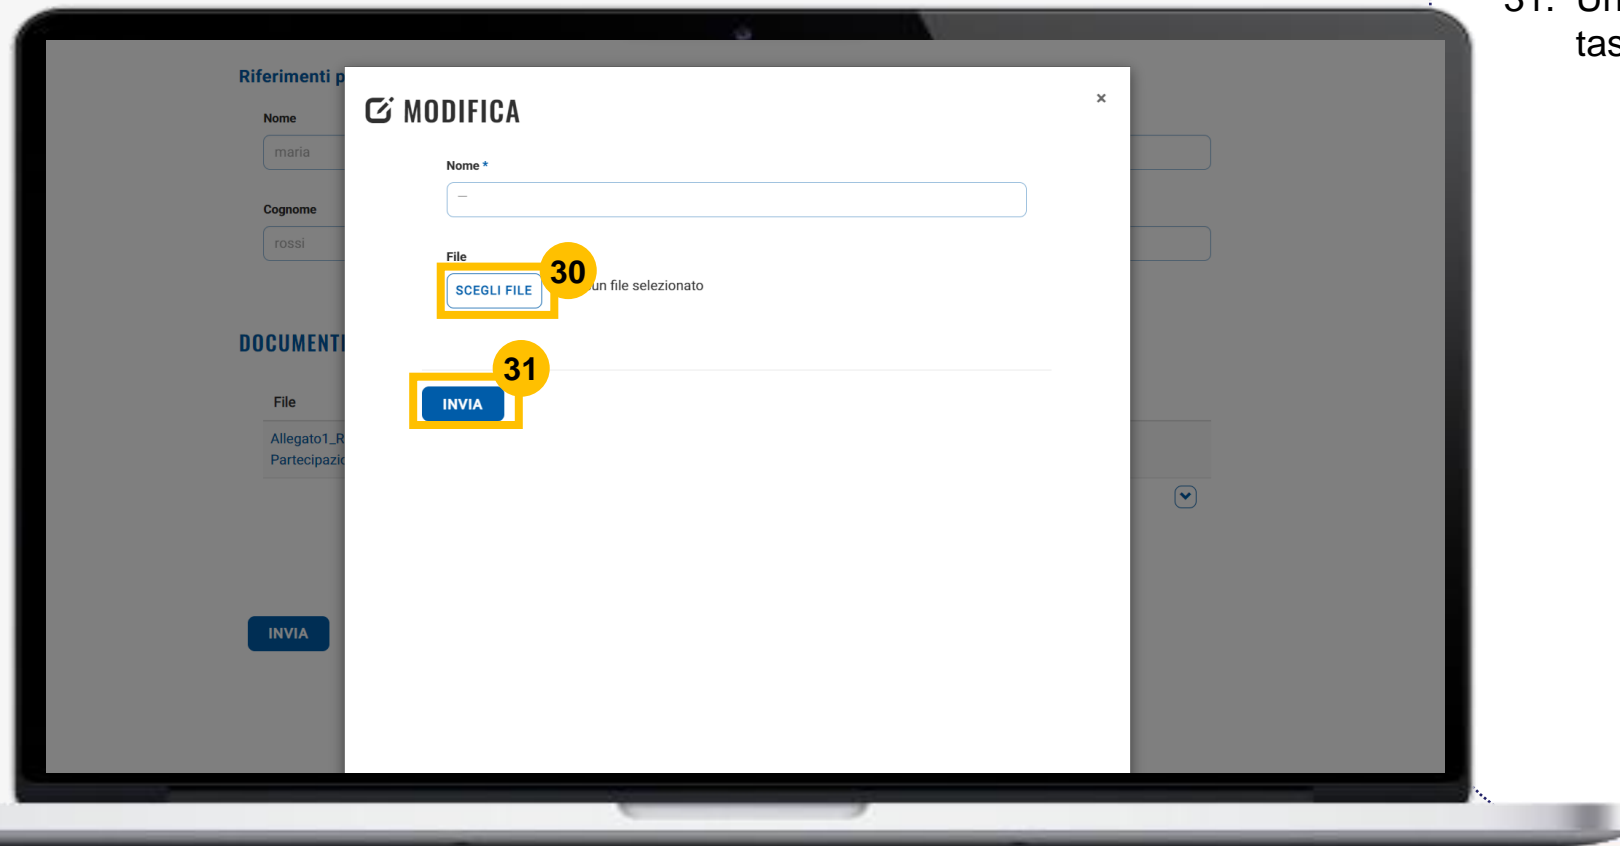 31. Un
tas
Riferimenti p
MODIFICA
×
Nome
maria
Nome *
–
Cognome
rossi
File
30
SCEGLI FILE
un file selezionato
DOCUMENTI
31
INVIA
File
Allegato1_R
Partecipazio
INVIA